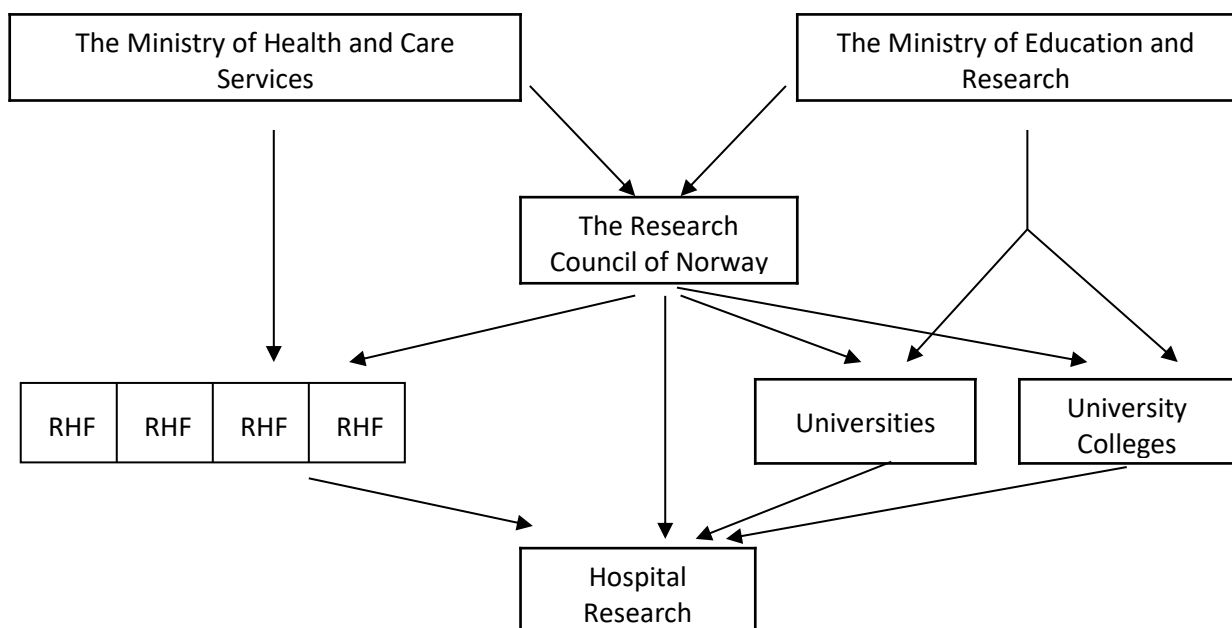 The Ministry of Health and Care
Services
The Ministry of Education and
Research
The Research
Council of Norway
RHF RHF RHF RHF
Universities
University
Colleges
Hospital
Research